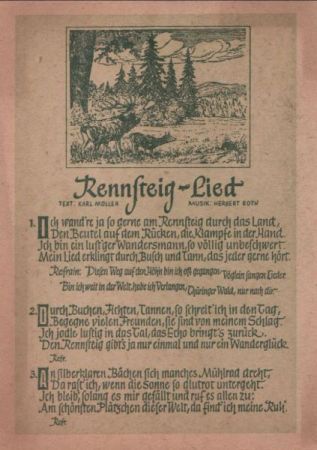 Rennsteig-Lied
TEXT: KARL MÜLLER MUSIK: HERBERT ROTH
1. Ich wand're ja so gerne am Rennsteig durch das Land,
Den Beutel auf dem Rücken, die Klampfe in der Hand.
Ich bin ein lust'ger Wandersmann, so völlig unbeschwert.
Mein Lied erklingt durch Busch und Tann, das jeder gerne hört.
Refrain: Diesen Weg auf den Höh'n bin ich oft gegangen, Vöglein sangen Lieder.
Bin ich weit in der Welt, habe ich Verlangen, Thüringer Wald, nur nach dir.
2. Durch Buchen, Fichten, Tannen, so schreit' ich in den Tag,
Begegne vielen Freunden, sie sind von meinem Schlag.
Ich jodle lustig in das Tal, das Echo bringt's zurück.
Den Rennsteig gibt's ja nur einmal und nur ein Wanderglück.
Refr.
3. An silberklaren Bächen sich manches Mühlrad dreht,
Da rast' ich, wenn die Sonne so glutrot untergeht.
Ich bleib', solang es mir gefällt und ruf' es allen zu:
Am schönsten Plätzchen dieser Welt, da find' ich meine Ruh'.
Refr.